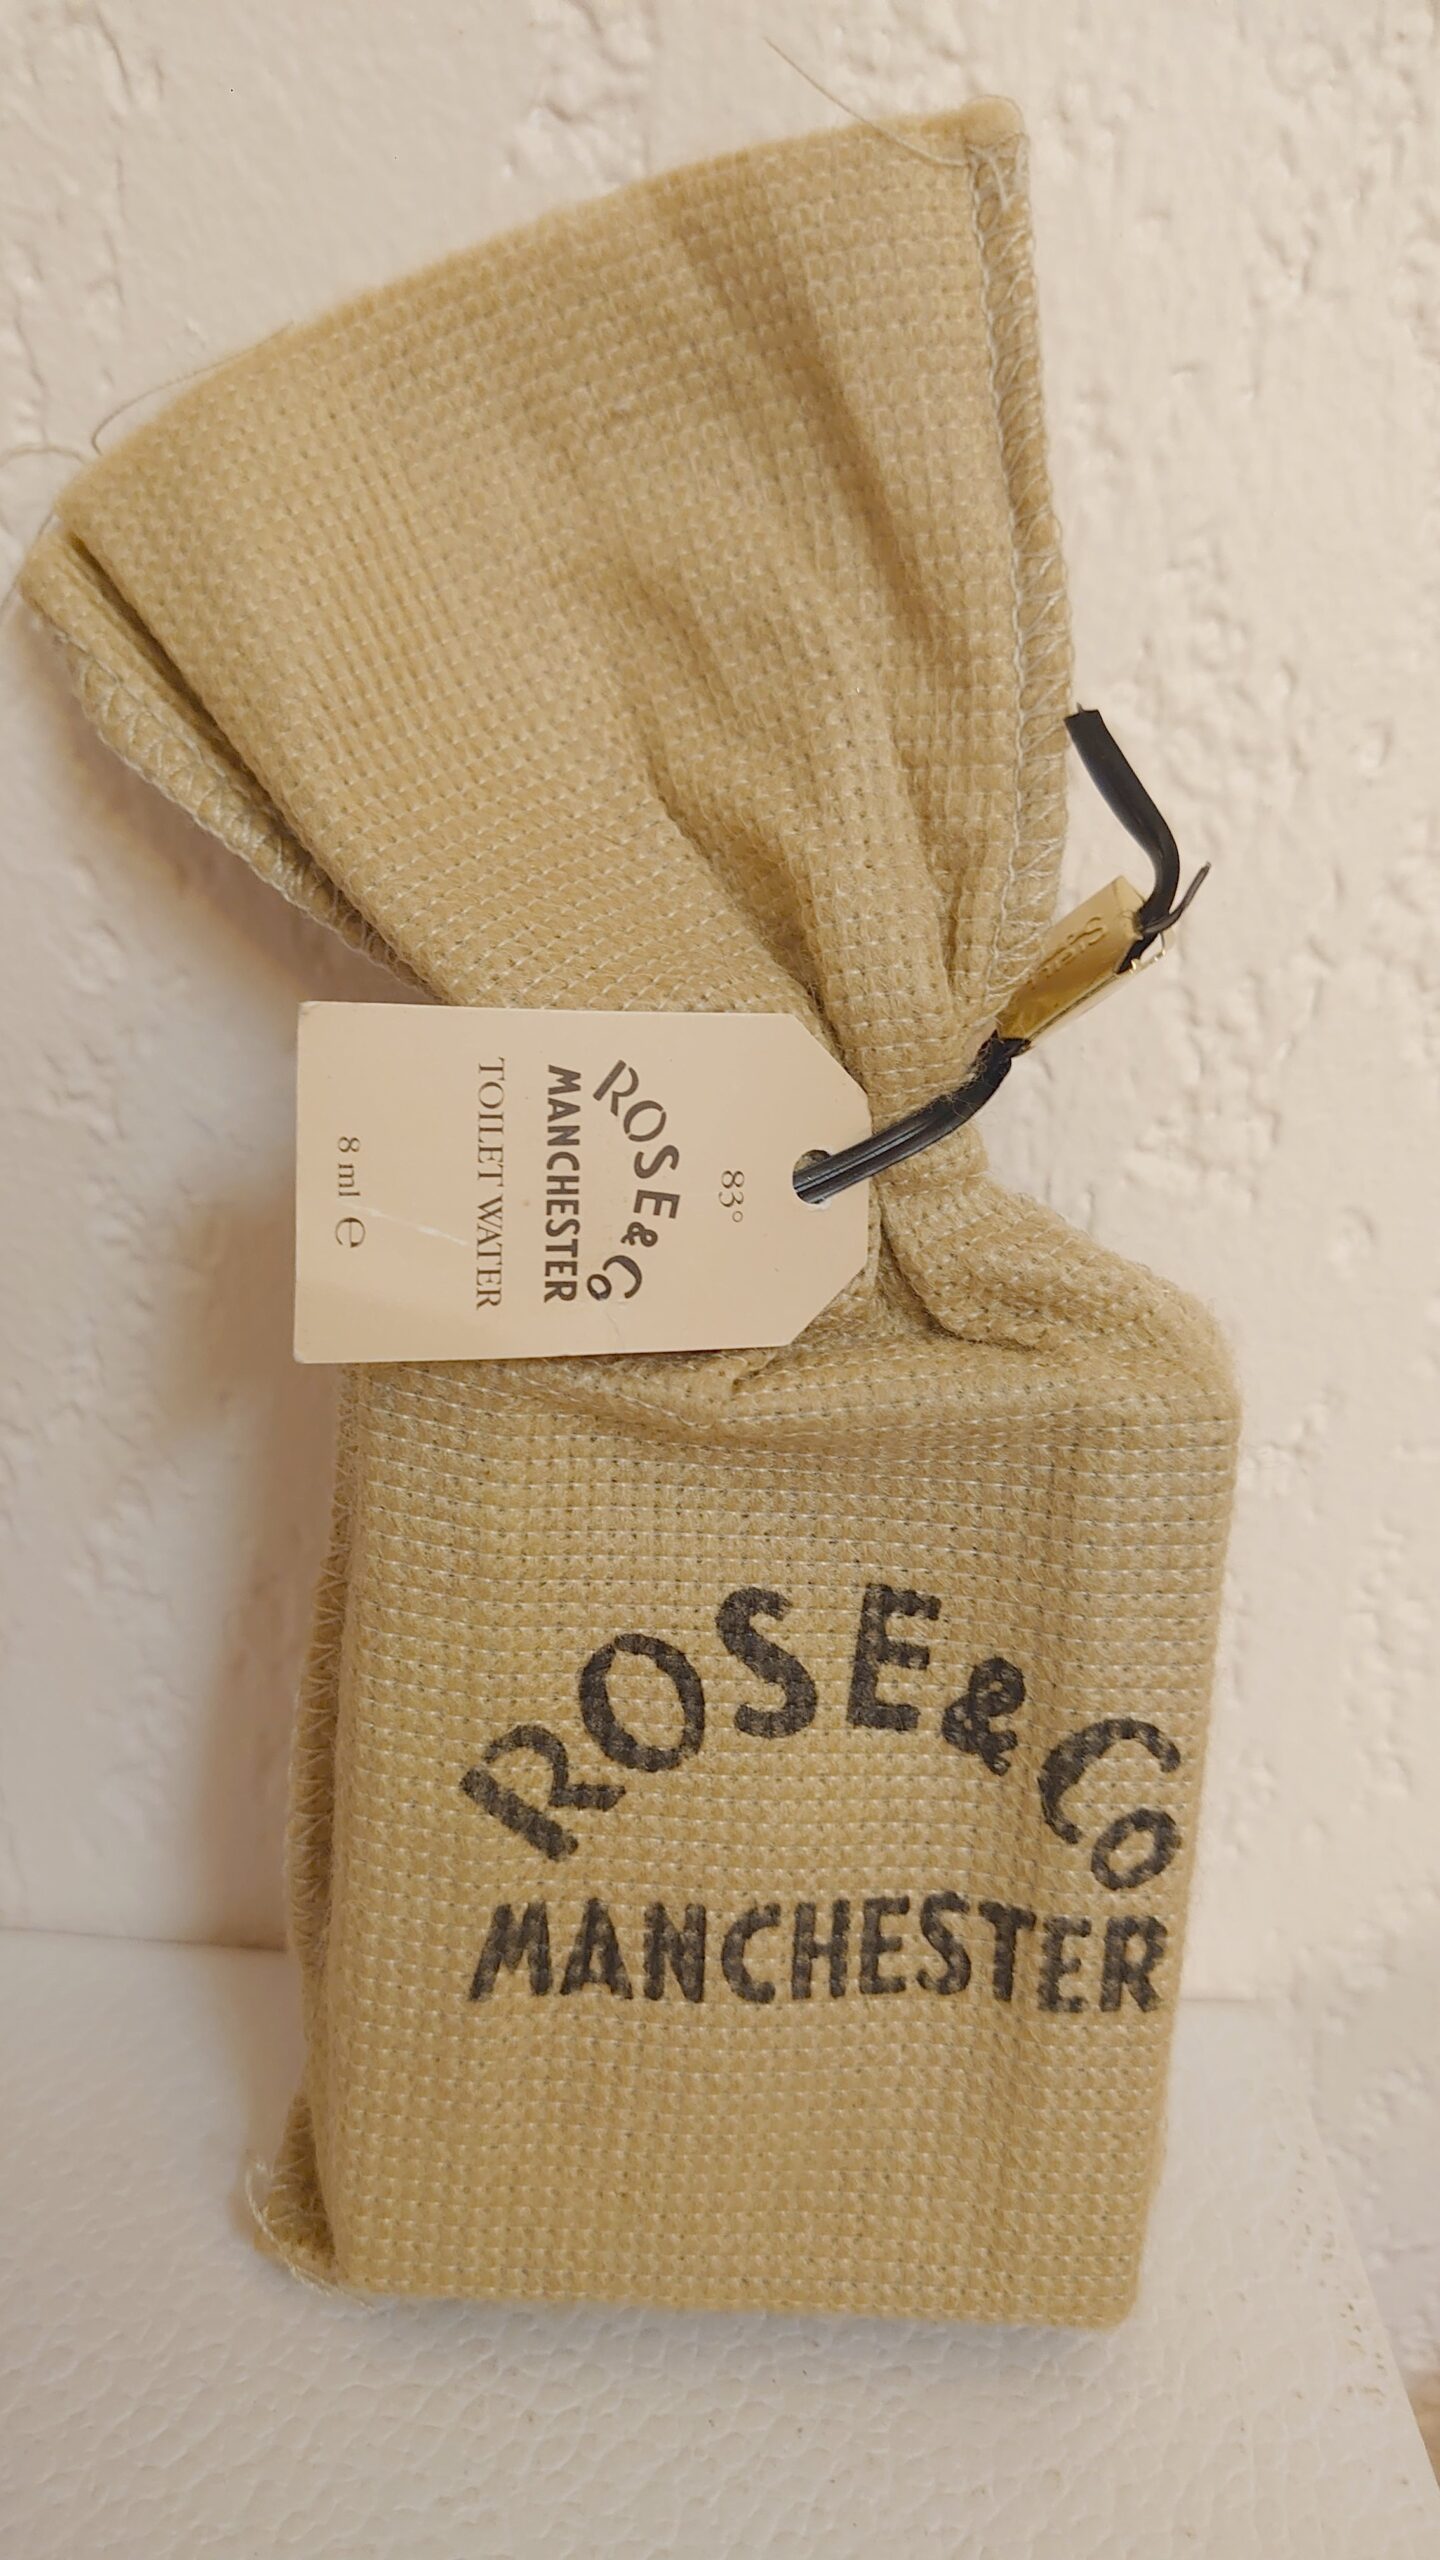 83°
ROSE & Co
MANCHESTER
TOILET WATER
8 ml ℮
ROSE & Co
MANCHESTER